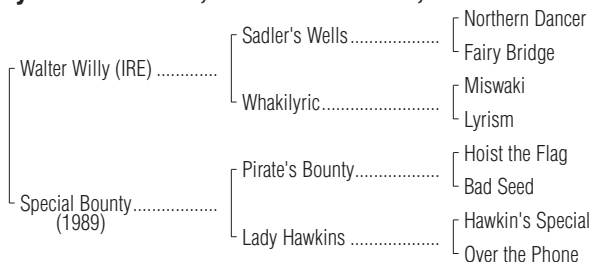 Northern Dancer
Sadler's Wells
Fairy Bridge
Walter Willy (IRE)
Miswaki
Whakilyric
Lyrism
Hoist the Flag
Pirate's Bounty
Bad Seed
Special Bounty
(1989)
Hawkin's Special
Lady Hawkins
Over the Phone